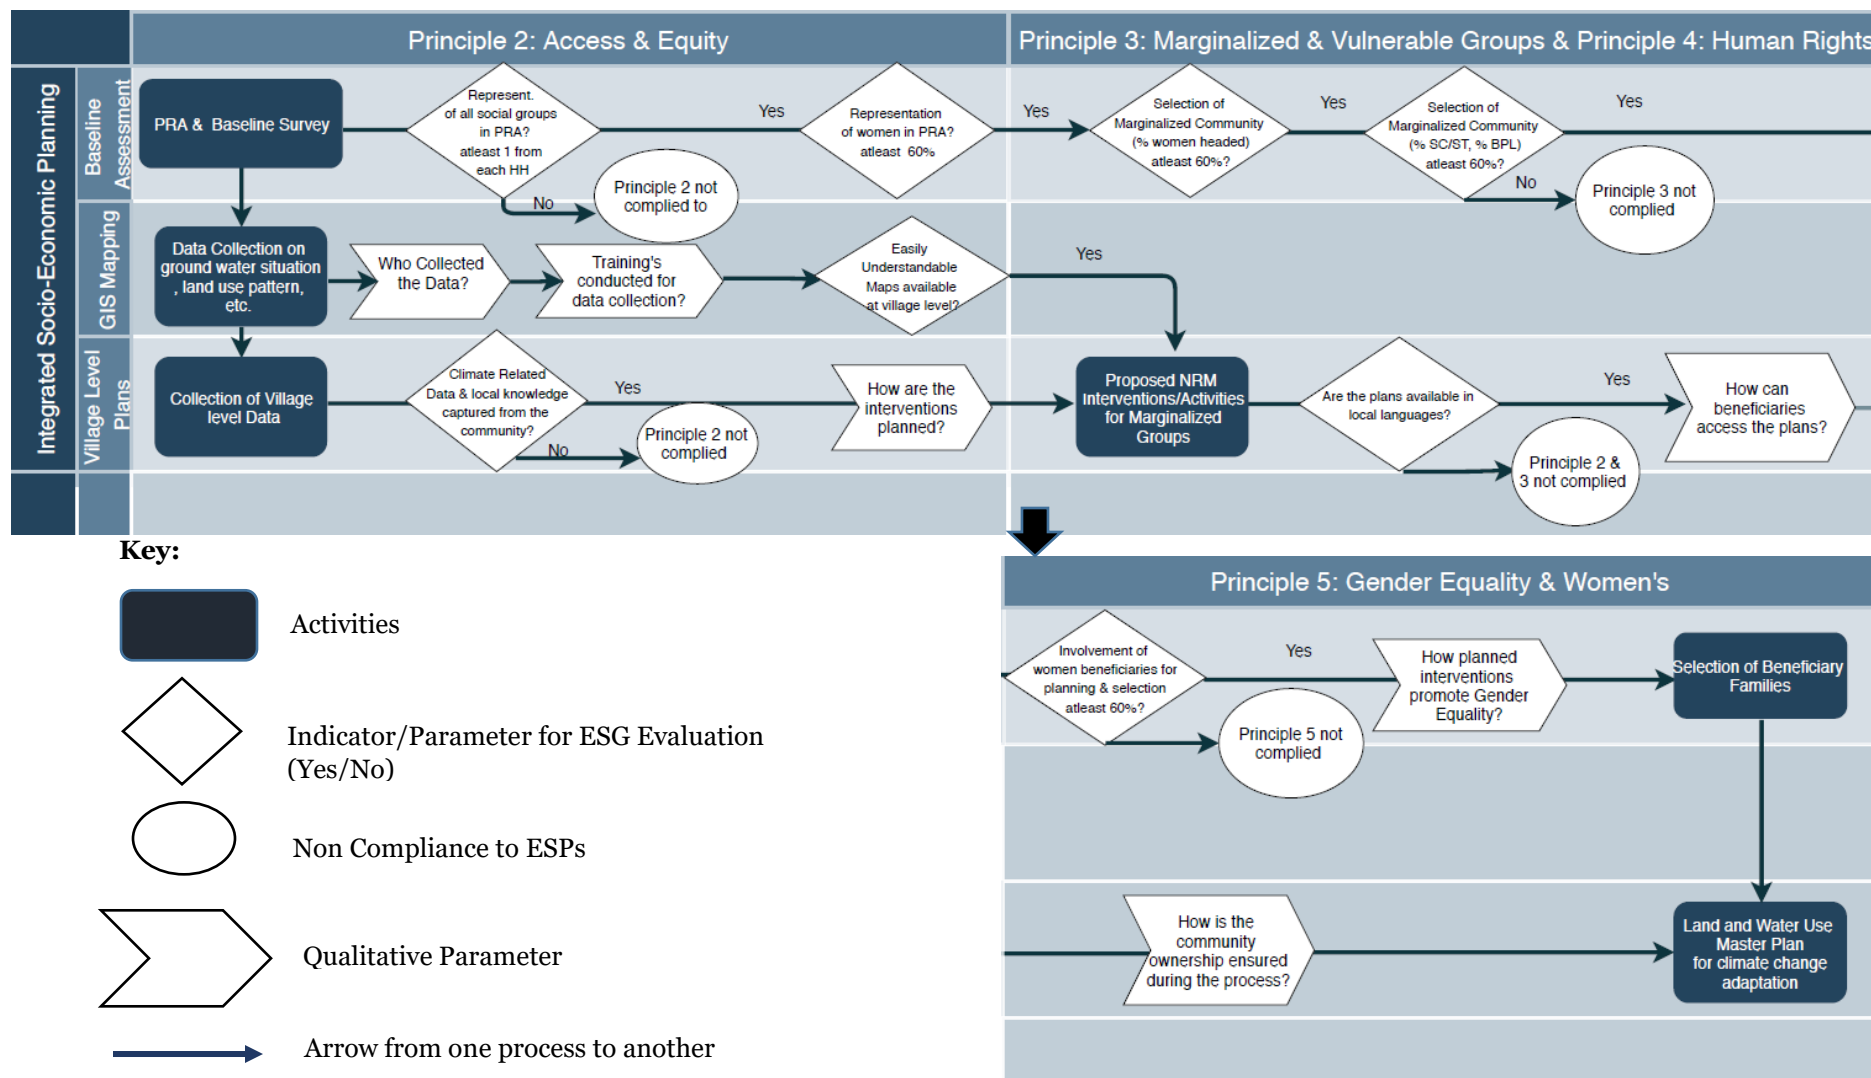 Principle 2: Access & Equity
Principle 3: Marginalized & Vulnerable Groups & Principle 4: Human Rights
Integrated Socio-Economic Planning
Baseline
Assessment
PRA & Baseline Survey
Represent.
of all social groups
in PRA?
atleast 1 from
each HH
Yes
No
Principle 2 not
complied to
Representation
of women in PRA?
atleast 60%
Yes
Selection of
Marginalized Community
(% women headed)
atleast 60%?
Yes
Selection of
Marginalized Community
(% SC/ST, % BPL)
atleast 60%?
Yes
No
Principle 3 not
complied
GIS Mapping
Data Collection on
ground water situation
, land use pattern,
etc.
Who Collected
the Data?
Training's
conducted for
data collection?
Easily
Understandable
Maps available
at village level?
Yes
Village Level
Plans
Collection of Village
level Data
Climate Related
Data & local knowledge
captured from the
community?
Yes
No
Principle 2 not
complied
How are the
interventions
planned?
Proposed NRM
Interventions/Activities
for Marginalized
Groups
Are the plans available in
local languages?
Yes
Principle 2 &
3 not complied
How can
beneficiaries
access the plans?
Key:
Activities
Indicator/Parameter for ESG Evaluation
(Yes/No)
Non Compliance to ESPs
Qualitative Parameter
Arrow from one process to another
Principle 5: Gender Equality & Women's
Involvement of
women beneficiaries for
planning & selection
atleast 60%?
Yes
Principle 5 not
complied
How planned
interventions
promote Gender
Equality?
Selection of Beneficiary
Families
How is the
community
ownership ensured
during the process?
Land and Water Use
Master Plan
for climate change
adaptation